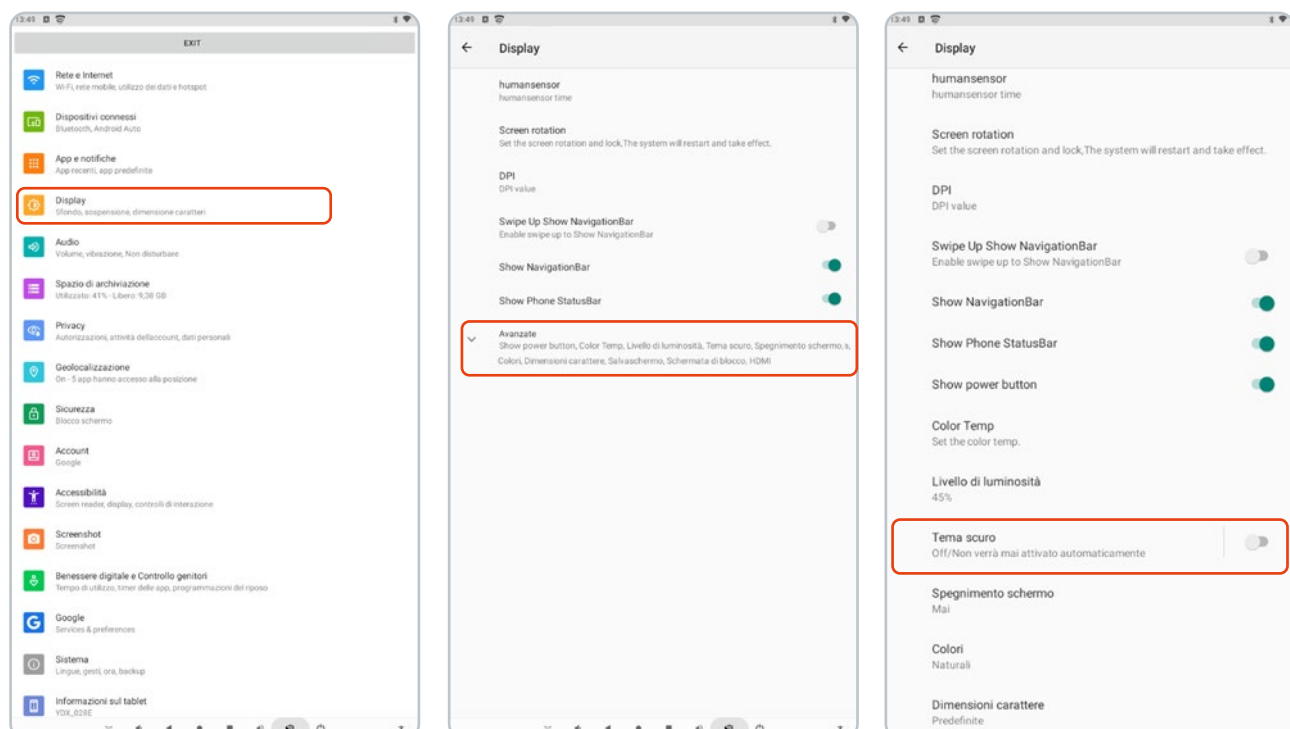 13:49
EXIT
Rete e Internet
Wi-Fi, rete mobile, utilizzo dei dati e hotspot
Dispositivi connessi
Bluetooth, Android Auto
App e notifiche
App recenti, app predefinite
Display
Sfondo, sospensione, dimensione caratteri
Audio
Volume, vibrazione, Non disturbare
Spazio di archiviazione
Utilizzato: 41% - Libero: 9,38 GB
Privacy
Autorizzazioni, attività dell'account, dati personali
Geolocalizzazione
On - 5 app hanno accesso alla posizione
Sicurezza
Blocco schermo
Account
Google
Accessibilità
Screen reader, display, controlli di interazione
Screenshot
Screenshot
Benessere digitale e Controllo genitori
Tempo di utilizzo, timer delle app, programmazioni del riposo
Google
Services & preferences
Sistema
Lingue, gesti, ora, backup
Informazioni sul tablet
YDX_028E
13:49
Display
humansensor
humansensor time
Screen rotation
Set the screen rotation and lock,The system will restart and take effect.
DPI
DPI value
Swipe Up Show NavigationBar
Enable swipe up to Show NavigationBar
Show NavigationBar
Show Phone StatusBar
Avanzate
Show power button, Color Temp, Livello di luminosità, Tema scuro, Spegnimento schermo, s,
Colori, Dimensioni carattere, Salvaschermo, Schermata di blocco, HDMI
13:49
Display
humansensor
humansensor time
Screen rotation
Set the screen rotation and lock,The system will restart and take effect.
DPI
DPI value
Swipe Up Show NavigationBar
Enable swipe up to Show NavigationBar
Show NavigationBar
Show Phone StatusBar
Show power button
Color Temp
Set the color temp.
Livello di luminosità
45%
Tema scuro
Off/Non verrà mai attivato automaticamente
Spegnimento schermo
Mai
Colori
Naturali
Dimensioni carattere
Predefinite